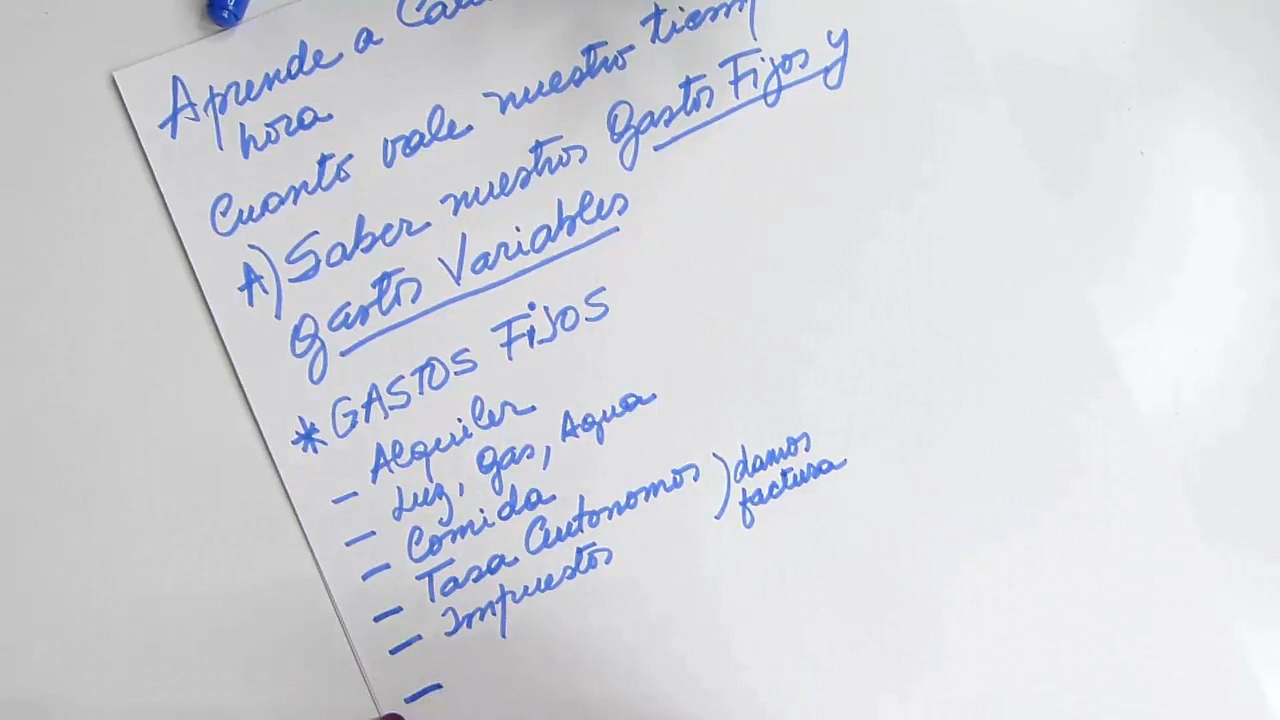 Aprende a
hora
Cuanto vale nuestro
A) Saber nuestros Gastos Fijos y
Gastos Variables
* GASTOS FIJOS
- Alquiler
- Luz, Gas, Agua
- Comida
- Tasa Autonomos ) damos factura
- Impuestos
-